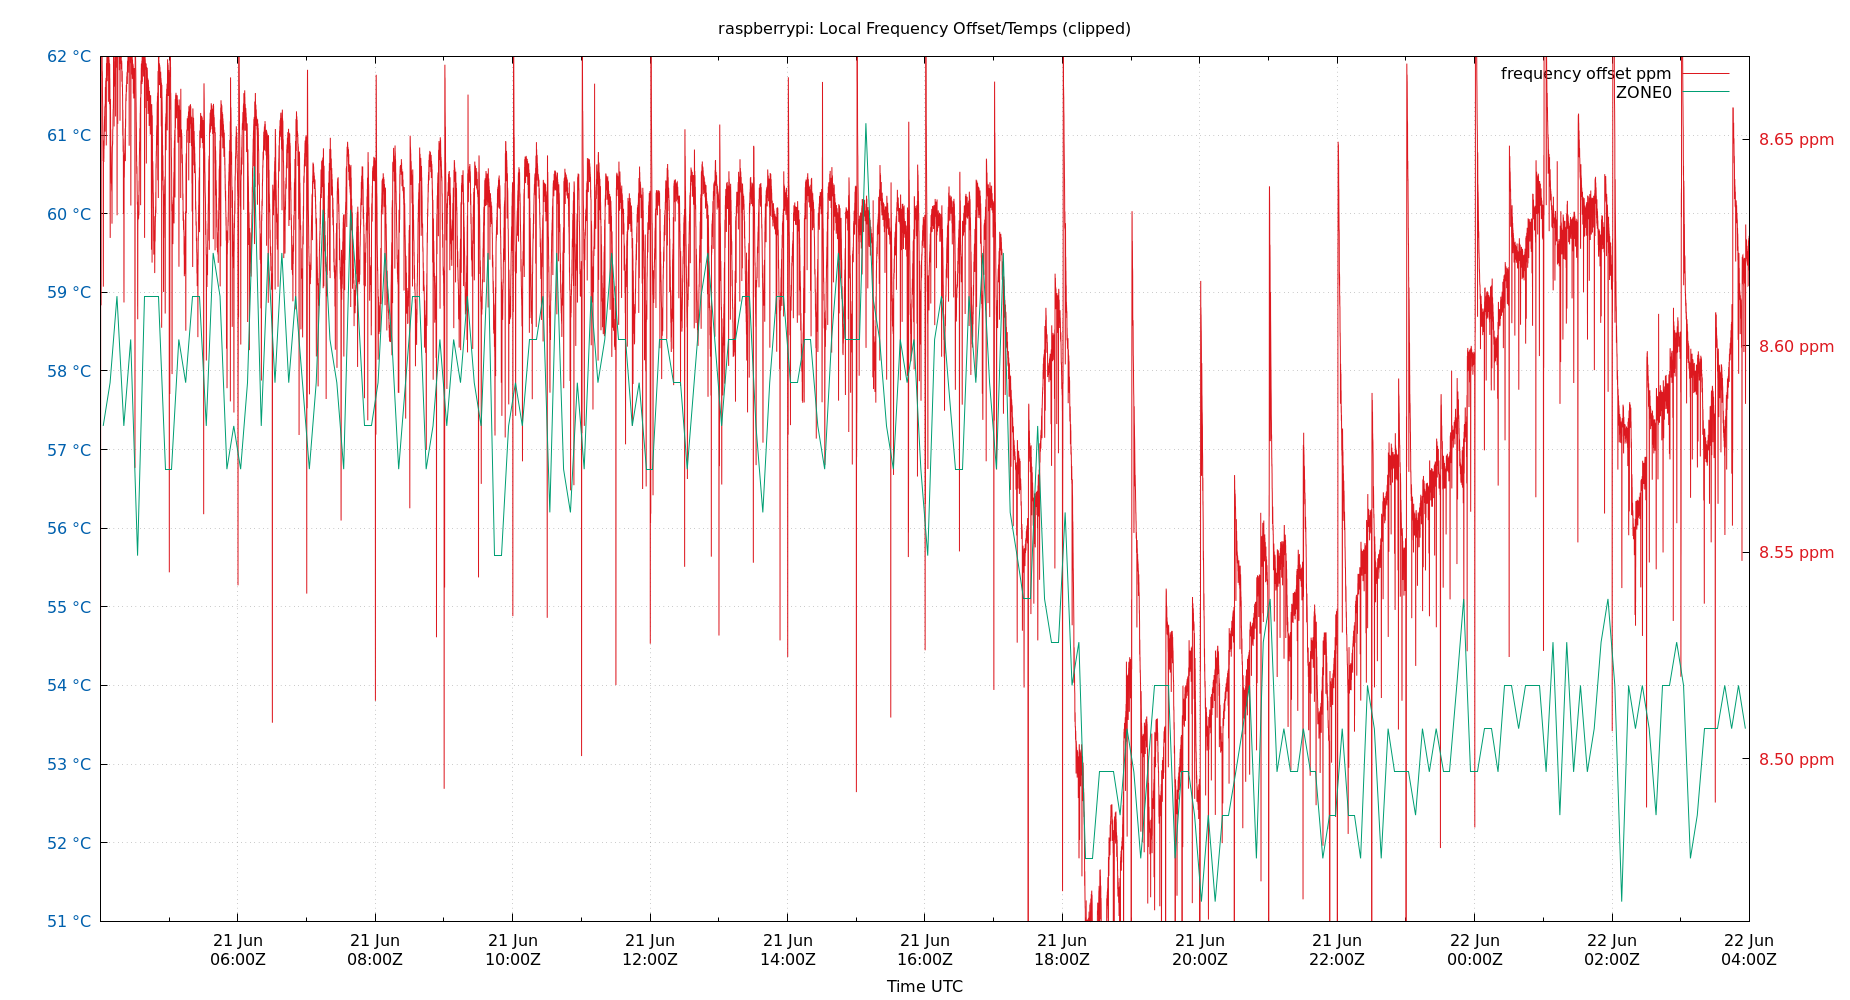 raspberrypi: Local Frequency Offset/Temps (clipped)
62 °C
61 °C
60 °C
59 °C
58 °C
57 °C
56 °C
55 °C
54 °C
53 °C
52 °C
51 °C
frequency offset ppm
ZONE0
8.65 ppm
8.60 ppm
8.55 ppm
8.50 ppm
21 Jun 21 Jun 21 Jun 21 Jun 21 Jun 21 Jun 21 Jun 21 Jun 21 Jun 22 Jun 22 Jun 22 Jun
06:00Z 08:00Z 10:00Z 12:00Z 14:00Z 16:00Z 18:00Z 20:00Z 22:00Z 00:00Z 02:00Z 04:00Z
Time UTC